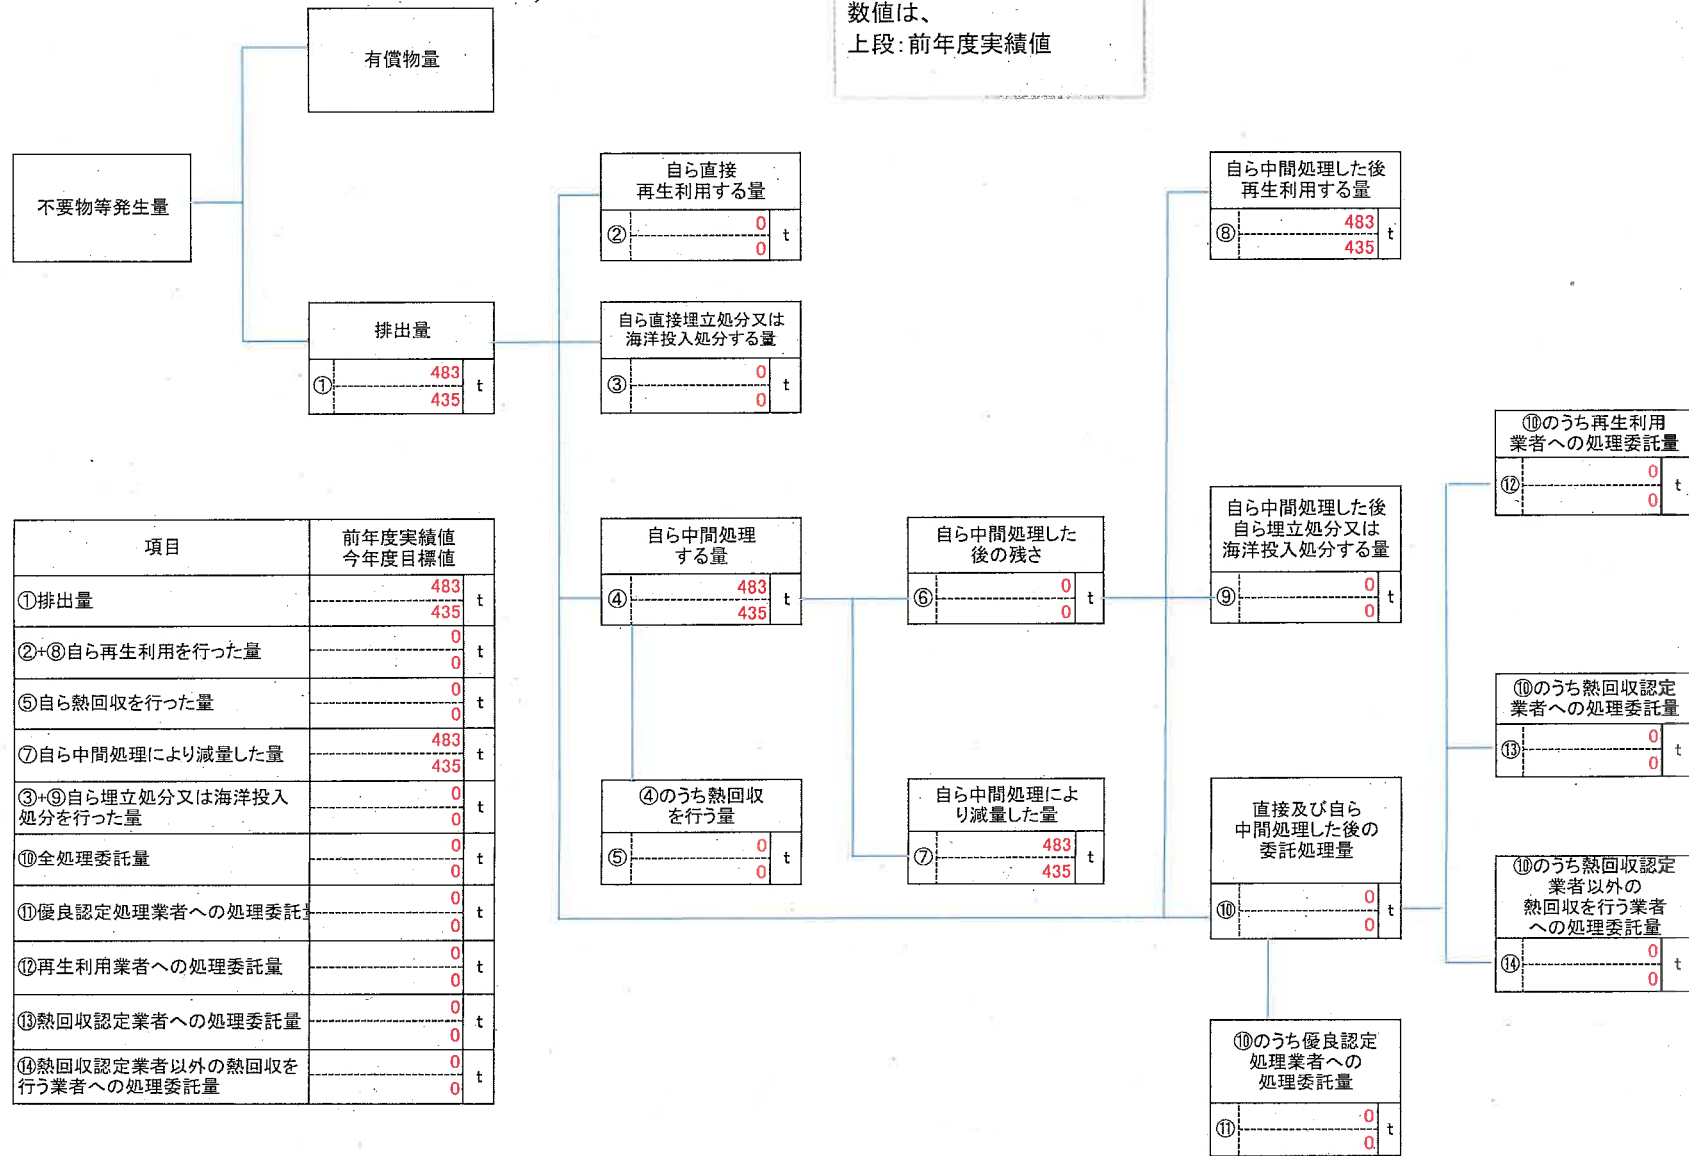 数値は、
上段:前年度実績値
有償物量
不要物等発生量
排出量
①
483
435
t
自ら直接
再生利用する量
②
0
0
t
自ら直接埋立処分又は
海洋投入処分する量
③
0
0
t
自ら中間処理
する量
④
483
435
t
④のうち熱回収
を行う量
⑤
0
0
t
自ら中間処理した
後の残さ
⑥
0
0
t
自ら中間処理によ
り減量した量
⑦
483
435
t
自ら中間処理した後
再生利用する量
⑧
483
435
t
自ら中間処理した後
自ら埋立処分又は
海洋投入処分する量
⑨
0
0
t
直接及び自ら
中間処理した後の
委託処理量
⑩
0
0
t
⑩のうち優良認定
処理業者への
処理委託量
⑪
0
0
t
⑩のうち再生利用
業者への処理委託量
⑫
0
0
t
⑩のうち熱回収認定
業者への処理委託量
⑬
0
0
t
⑩のうち熱回収認定
業者以外の
熱回収を行う業者
への処理委託量
⑭
0
0
t
項目
前年度実績値
今年度目標値
①排出量
483
435
t
②+⑧自ら再生利用を行った量
0
0
t
⑤自ら熱回収を行った量
0
0
t
⑦自ら中間処理により減量した量
483
435
t
③+⑨自ら埋立処分又は海洋投入
処分を行った量
0
0
t
⑩全処理委託量
0
0
t
⑪優良認定処理業者への処理委託
0
0
t
⑫再生利用業者への処理委託量
0
0
t
⑬熱回収認定業者への処理委託量
0
0
t
⑭熱回収認定業者以外の熱回収を
行う業者への処理委託量
0
0
t